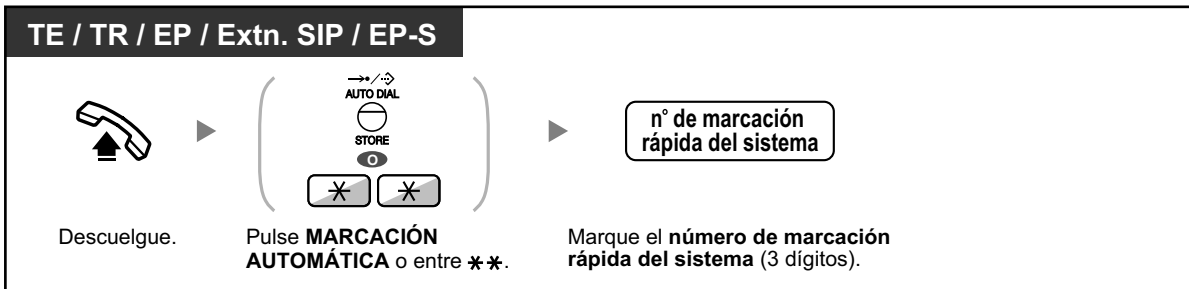 TE / TR / EP / Extn. SIP / EP-S
AUTO DIAL
STORE
O
n° de marcación
rápida del sistema
Descuelgue.
Pulse MARCACIÓN
AUTOMÁTICA o entre ** .
Marque el número de marcación
rápida del sistema (3 dígitos).